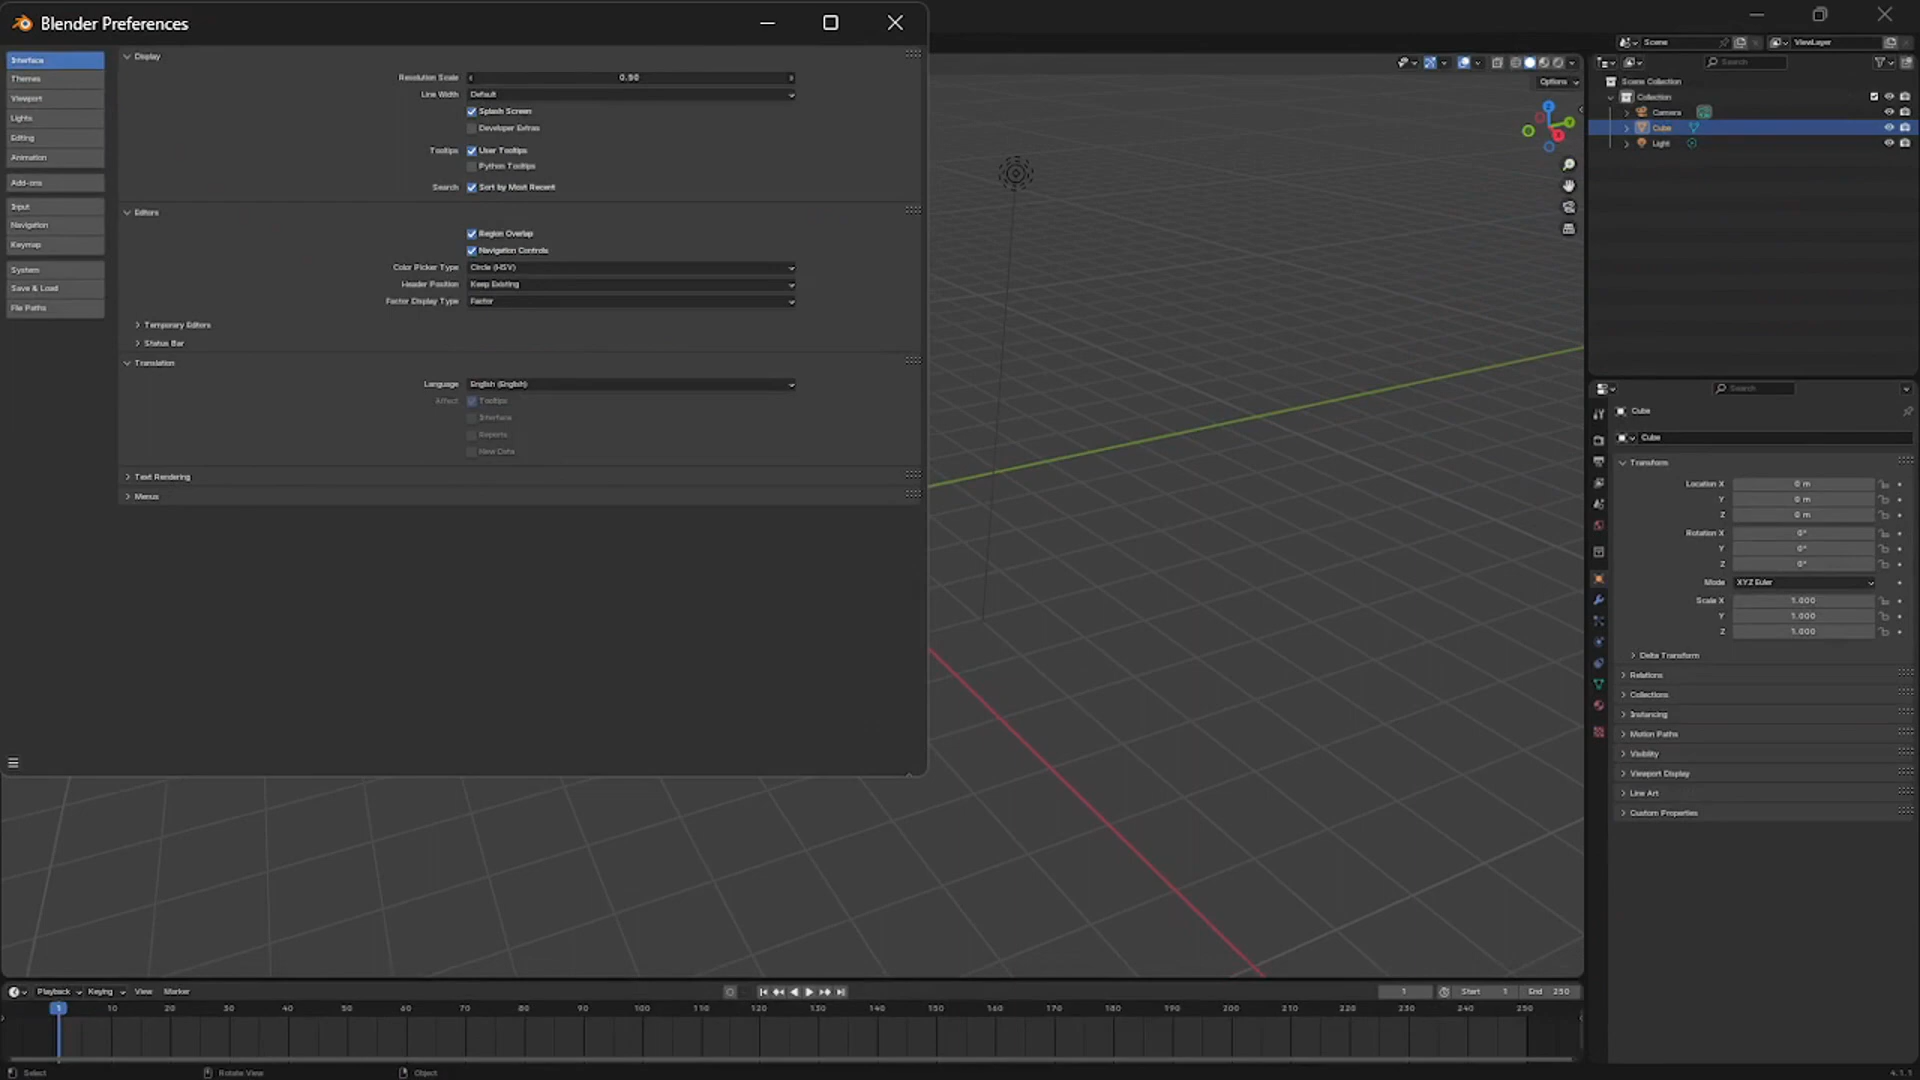 Blender Preferences
Interface
Themes
Viewport
Lights
Editing
Animation
Add-ons
Input
Navigation
Keymap
System
Save & Load
File Paths
Display
Resolution Scale 0.90
Line Width Default
Splash Screen
Developer Extras
Tooltips User Tooltips
Python Tooltips
Search Sort by Most Recent
Editors
Region Overlap
Navigation Controls
Color Picker Type Circle (HSV)
Header Position Keep Existing
Factor Display Type Factor
Temporary Editors
Status Bar
Translation
Language English (English)
Affect Tooltips
Interface
Reports
New Data
Text Rendering
Menus
Options
Z
Y
X
Scene
ViewLayer
Search
Scene Collection
Collection
Camera
Cube
Light
Search
Cube
Cube
Transform
Location X 0 m
Y 0 m
Z 0 m
Rotation X 0°
Y 0°
Z 0°
Mode XYZ Euler
Scale X 1.000
Y 1.000
Z 1.000
Delta Transform
Relations
Collections
Instancing
Motion Paths
Visibility
Viewport Display
Line Art
Custom Properties
Playback Keying View Marker
1 Start 1 End 250
1 10 20 30 40 50 60 70 80 90 100 110 120 130 140 150 160 170 180 190 200 210 220 230 240 250
Select Rotate View Object
4.1.1